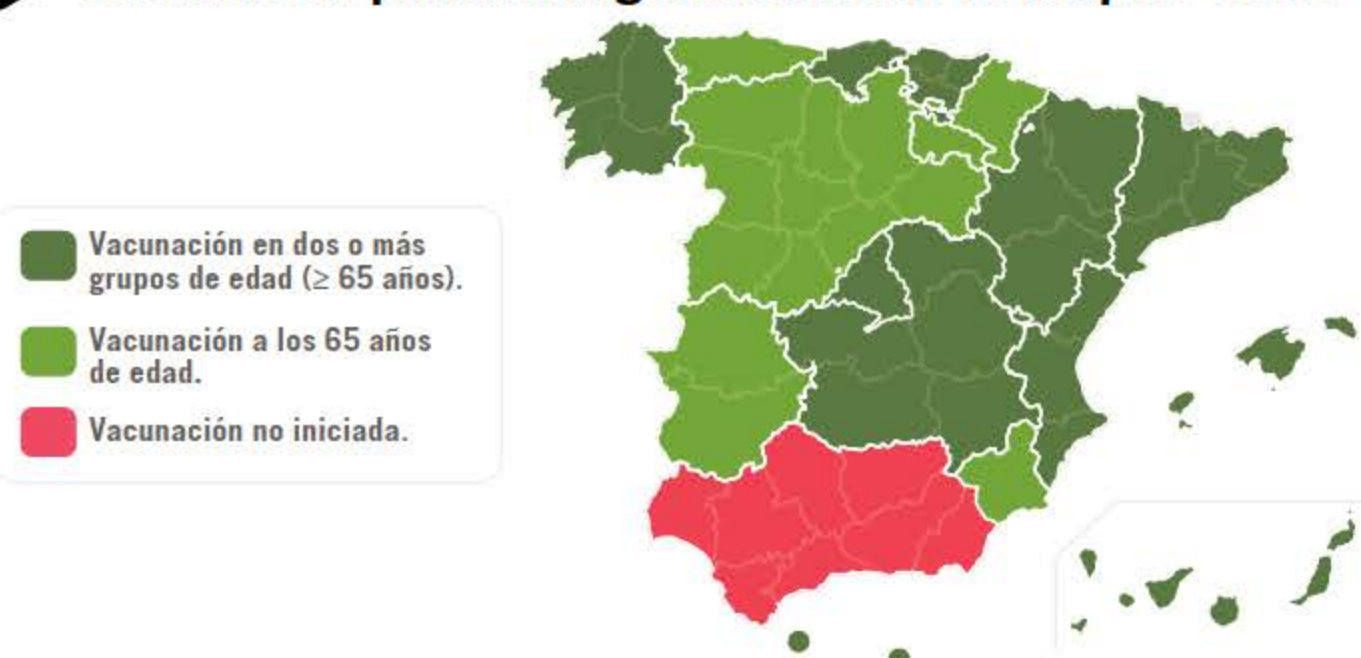 Vacunación en dos o más
grupos de edad (≥ 65 años).
Vacunación a los 65 años
de edad.
Vacunación no iniciada.